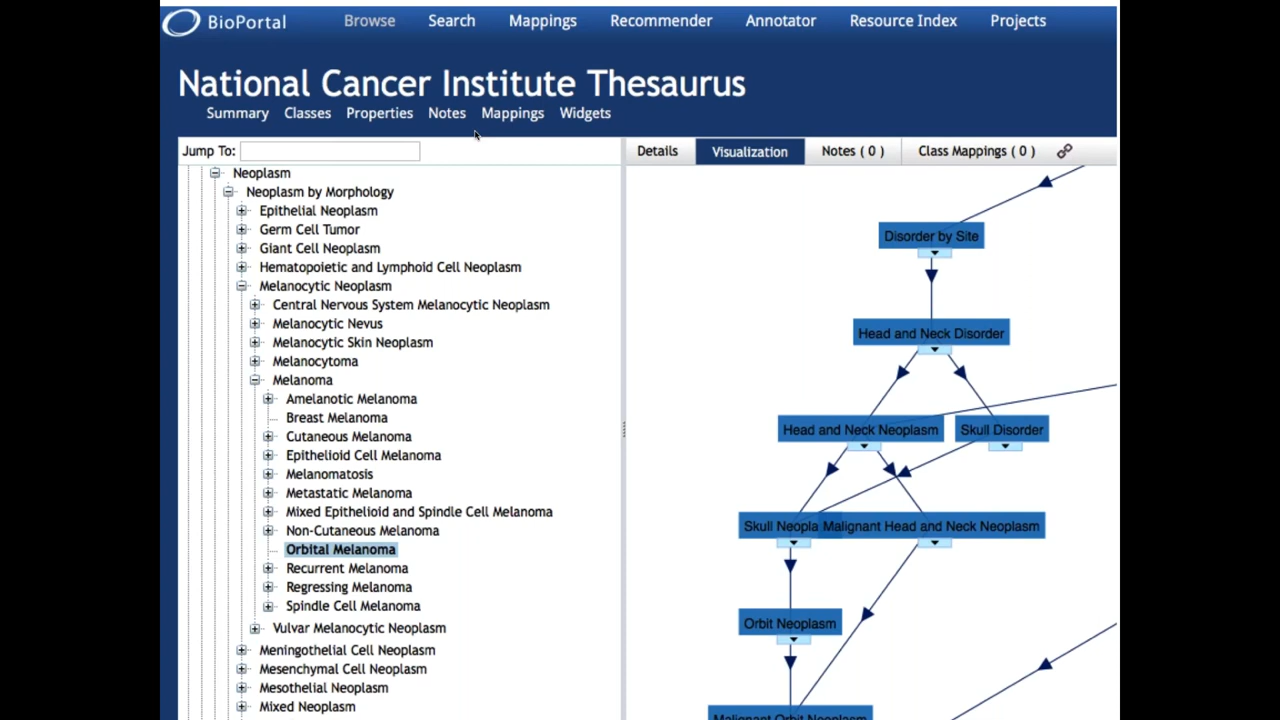 BioPortal Browse Search Mappings Recommender Annotator Resource Index Projects
National Cancer Institute Thesaurus
Summary Classes Properties Notes Mappings Widgets
Jump To:
Neoplasm
Neoplasm by Morphology
Epithelial Neoplasm
Germ Cell Tumor
Giant Cell Neoplasm
Hematopoietic and Lymphoid Cell Neoplasm
Melanocytic Neoplasm
Central Nervous System Melanocytic Neoplasm
Melanocytic Nevus
Melanocytic Skin Neoplasm
Melanocytoma
Melanoma
Amelanotic Melanoma
Breast Melanoma
Cutaneous Melanoma
Epithelioid Cell Melanoma
Melanomatosis
Metastatic Melanoma
Mixed Epithelioid and Spindle Cell Melanoma
Non-Cutaneous Melanoma
Orbital Melanoma
Recurrent Melanoma
Regressing Melanoma
Spindle Cell Melanoma
Vulvar Melanocytic Neoplasm
Meningothelial Cell Neoplasm
Mesenchymal Cell Neoplasm
Mesothelial Neoplasm
Mixed Neoplasm
Details Visualization Notes ( 0 ) Class Mappings ( 0 )
Disorder by Site
Head and Neck Disorder
Head and Neck Neoplasm Skull Disorder
Skull Neopla Malignant Head and Neck Neoplasm
Orbit Neoplasm
Malignant Orbit Neoplasm